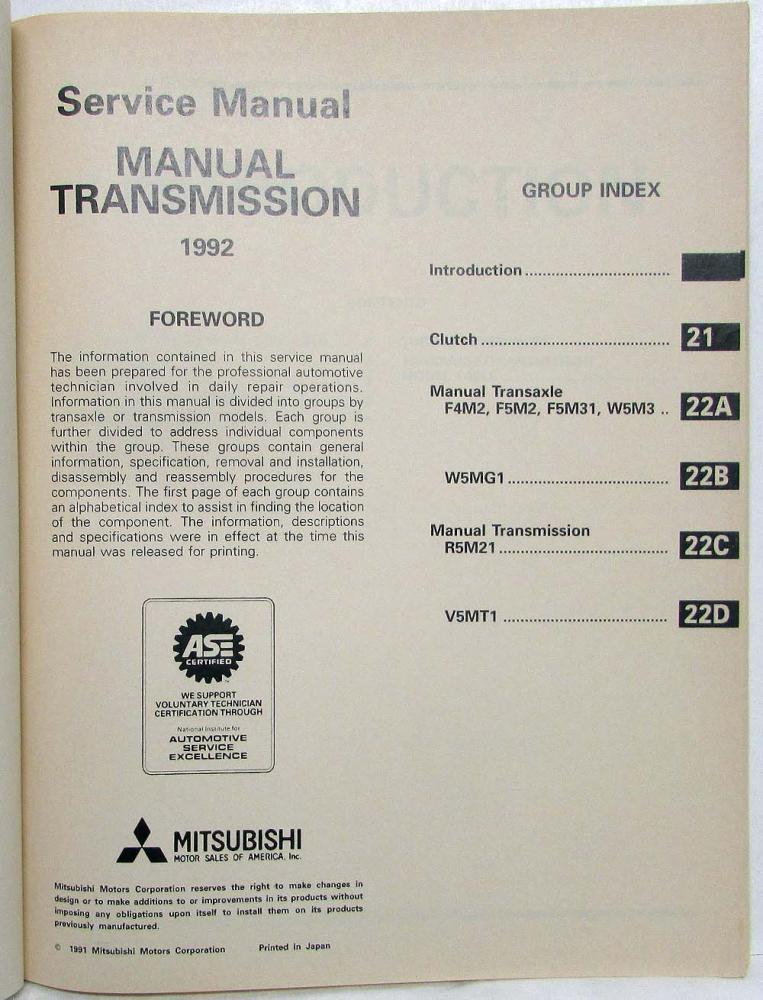 Service Manual
MANUAL
TRANSMISSION
1992
FOREWORD
The information contained in this service manual
has been prepared for the professional automotive
technician involved in daily repair operations.
Information in this manual is divided into groups by
transaxle or transmission models. Each group is
further divided to address individual components
within the group. These groups contain general
information, specification, removal and installation,
disassembly and reassembly procedures for the
components. The first page of each group contains
an alphabetical index to assist in finding the location
of the component. The information, descriptions
and specifications were in effect at the time this
manual was released for printing.
ASE
CERTIFIED
WE SUPPORT
VOLUNTARY TECHNICIAN
CERTIFICATION THROUGH
National Institute for
AUTOMOTIVE
SERVICE
EXCELLENCE
MITSUBISHI
MOTOR SALES OF AMERICA, Inc.
Mitsubishi Motors Corporation reserves the right to make changes in
design or to make additions to or improvements in its products without
imposing any obligations upon itself to install them on its products
previously manufactured.
© 1991 Mitsubishi Motors Corporation Printed in Japan
GROUP INDEX
Introduction ................................
Clutch .......................................... 21
Manual Transaxle
F4M2, F5M2, F5M31, W5M3 .. 22A
W5MG1 .................................... 22B
Manual Transmission
R5M21 ...................................... 22C
V5MT1 ..................................... 22D